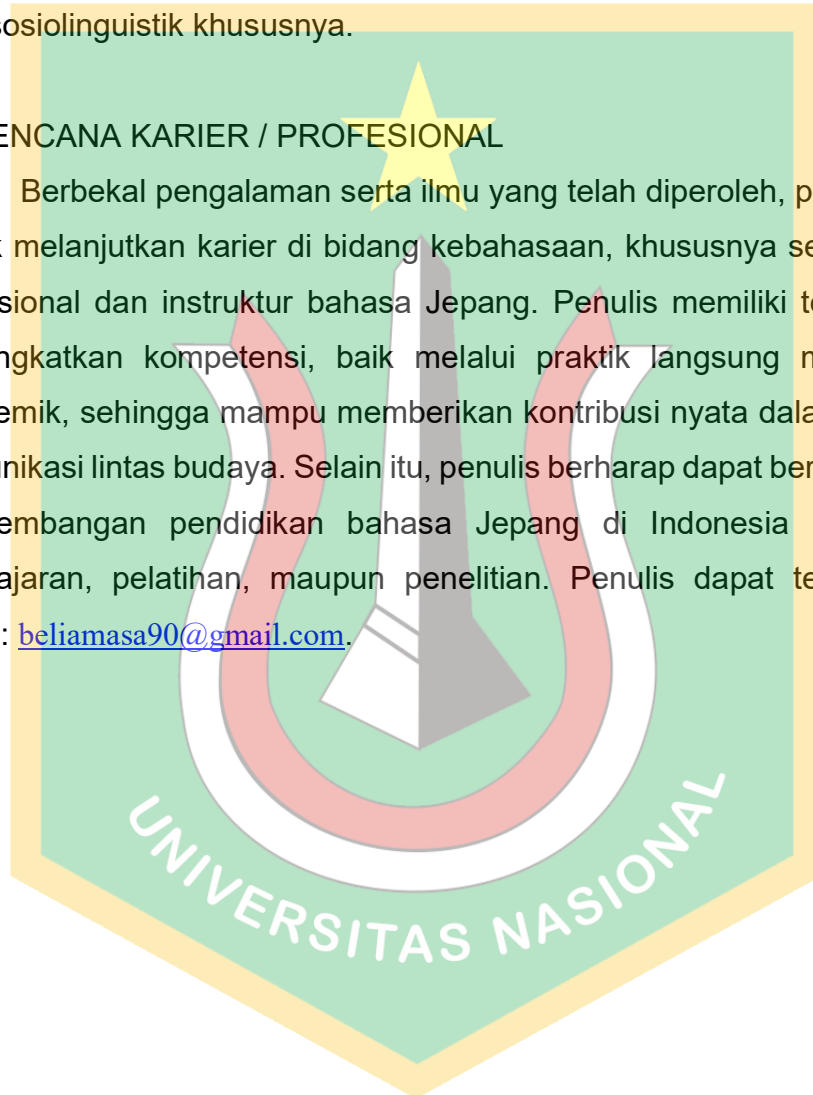 sosiolinguistik khususnya.
ENCANA KARIER / PROFESIONAL
Berbekal pengalaman serta ilmu yang telah diperoleh, p
k melanjutkan karier di bidang kebahasaan, khususnya se
sional dan instruktur bahasa Jepang. Penulis memiliki te
ngkatkan kompetensi, baik melalui praktik langsung m
emik, sehingga mampu memberikan kontribusi nyata dala
unikasi lintas budaya. Selain itu, penulis berharap dapat ber
embangan pendidikan bahasa Jepang di Indonesia
ajaran, pelatihan, maupun penelitian. Penulis dapat te
: beliamasa90@gmail.com.
UNIVERSITAS NASIONAL